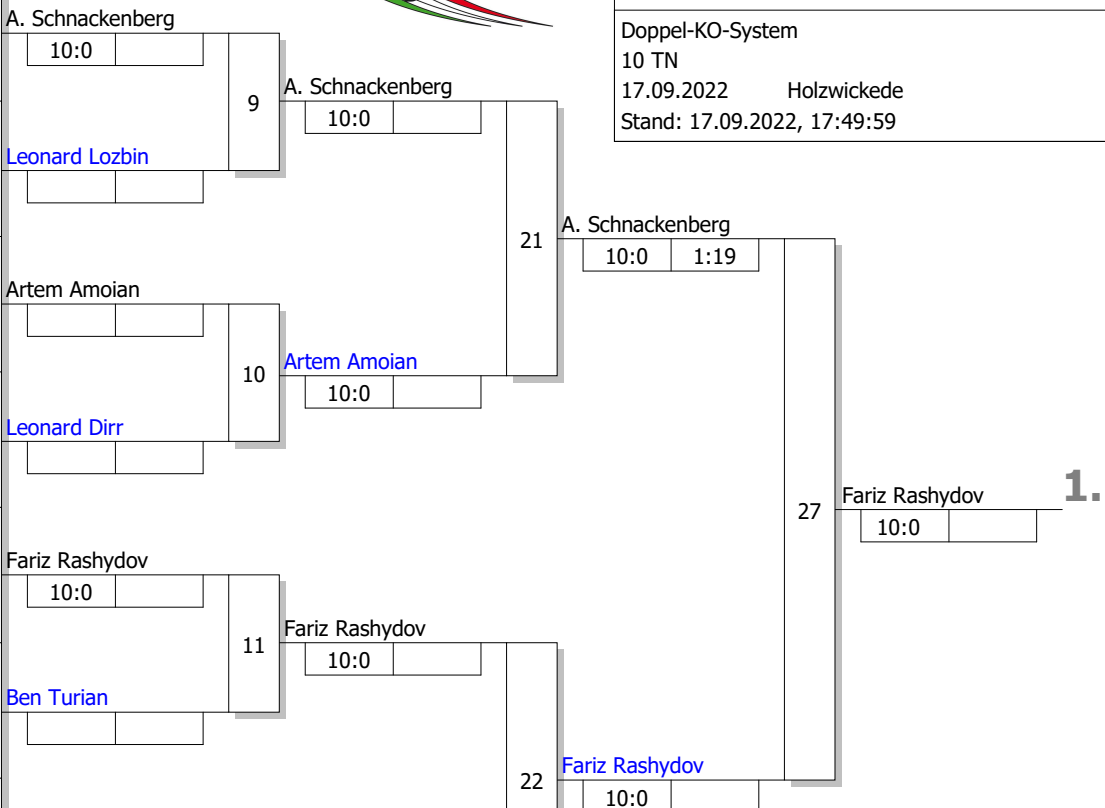 A. Schnackenberg
10:0
9
Leonard Lozbin
A. Schnackenberg
10:0
Doppel-KO-System
10 TN
17.09.2022 Holzwickede
Stand: 17.09.2022, 17:49:59
21
A. Schnackenberg
10:0 1:19
Artem Amoian
10
Leonard Dirr
Artem Amoian
10:0
27
Fariz Rashydov
10:0
1.
Fariz Rashydov
10:0
11
Ben Turian
Fariz Rashydov
10:0
22
Fariz Rashydov
10:0